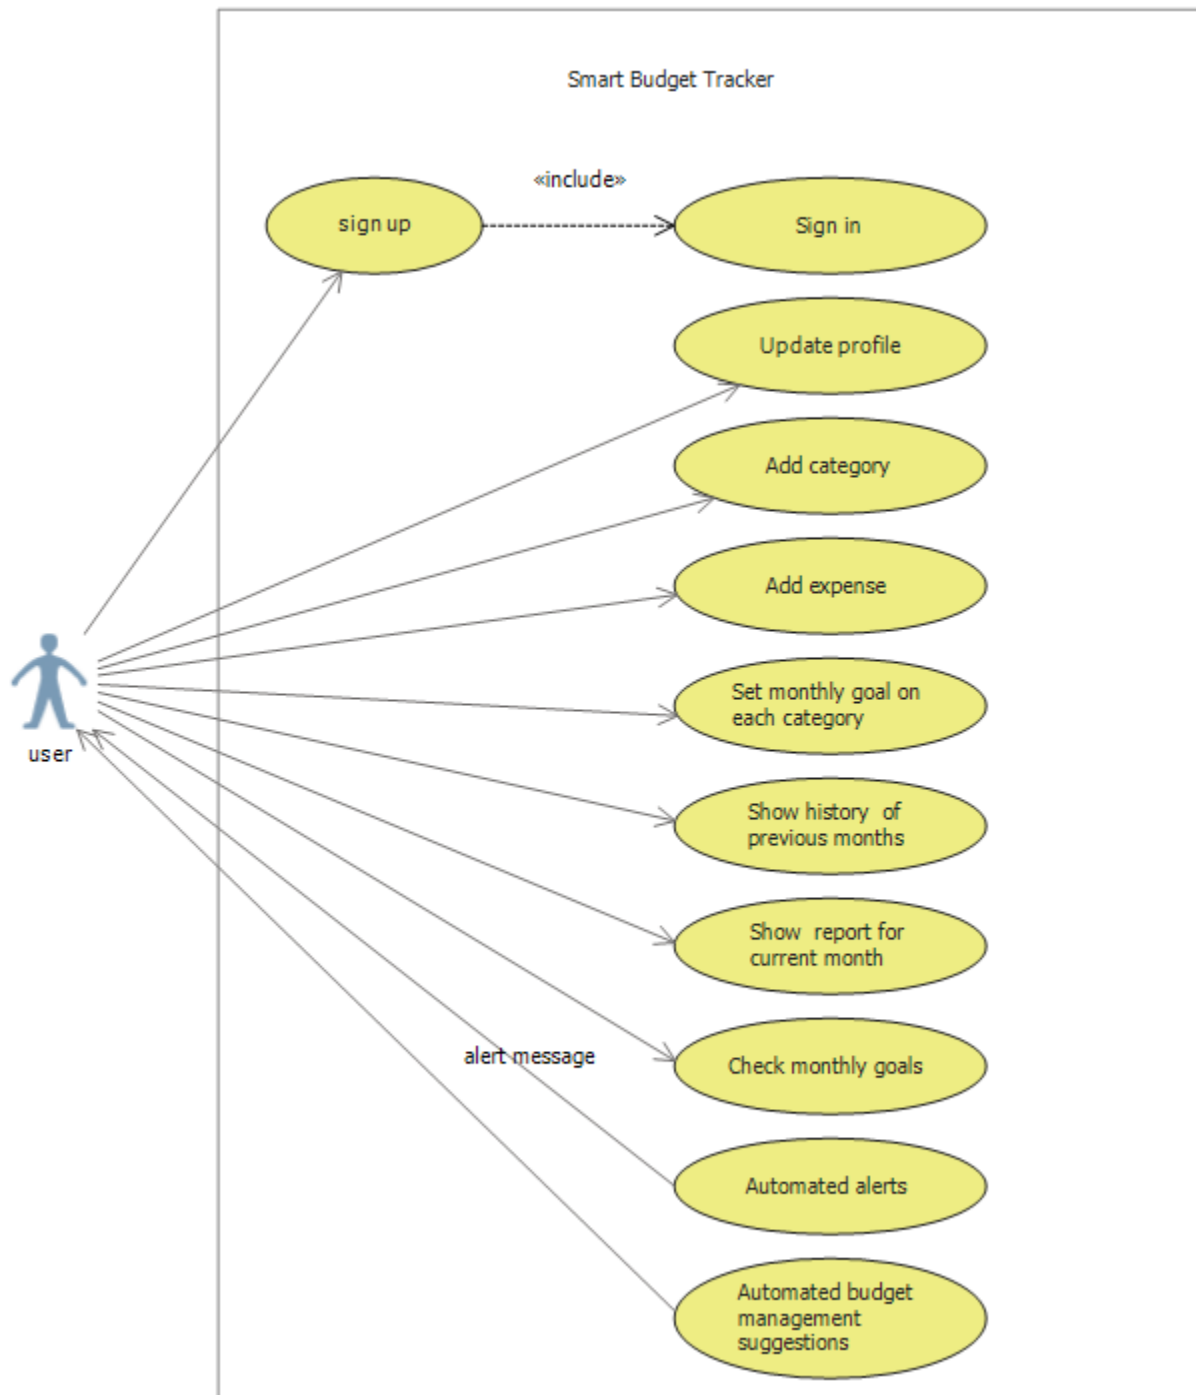 Smart Budget Tracker
«include»
sign up
Sign in
Update profile
Add category
Add expense
Set monthly goal on
each category
user
Show history of
previous months
Show report for
current month
alert message
Check monthly goals
Automated alerts
Automated budget
management
suggestions